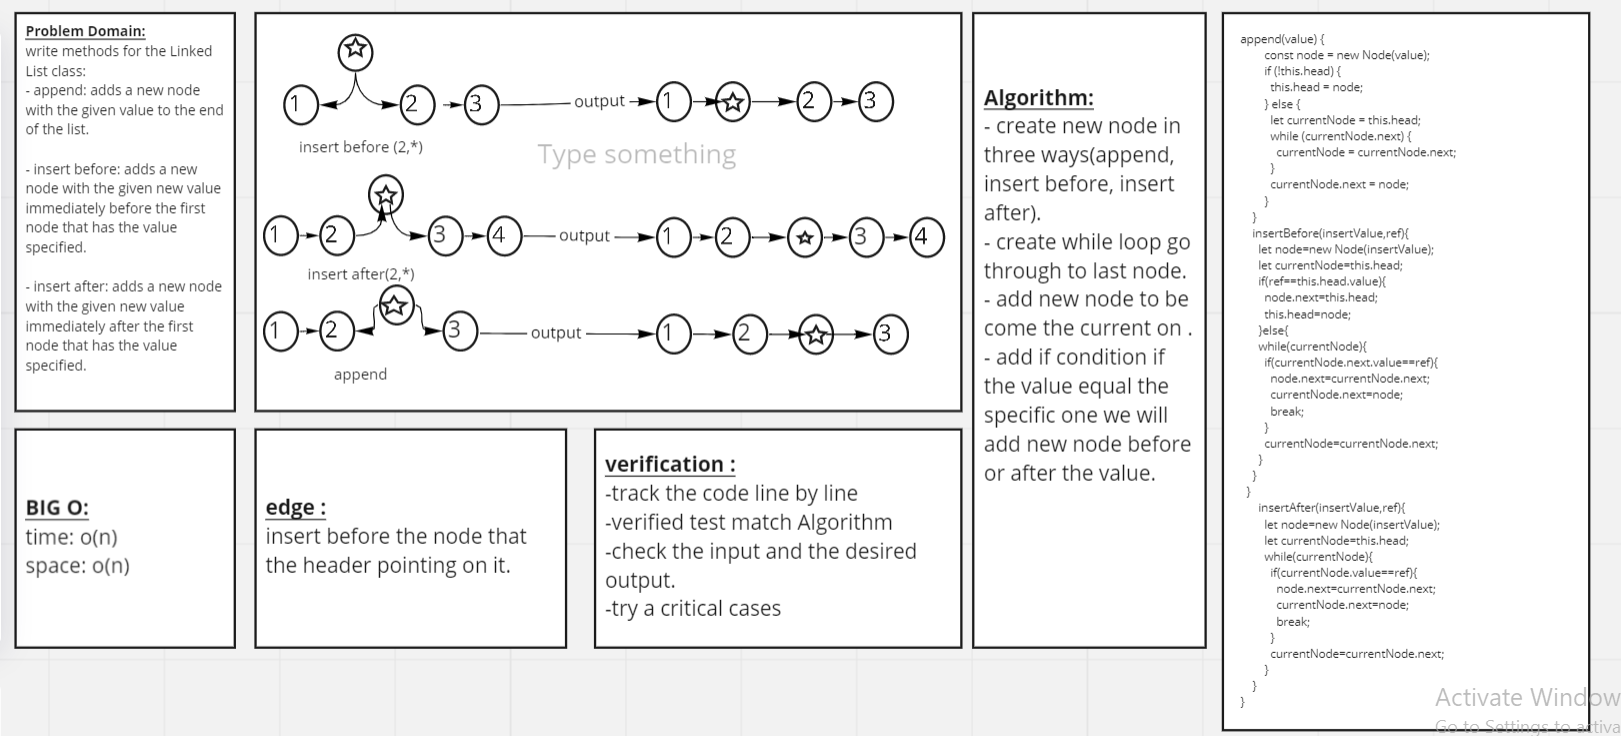 Problem Domain:
write methods for the Linked
List class:
- append: adds a new node
with the given value to the end
of the list.
- insert before: adds a new
node with the given new value
immediately before the first
node that has the value
specified.
- insert after: adds a new node
with the given new value
immediately after the first
node that has the value
specified.
1 2 3 output 1 2 3
insert before (2,*)
Type something
1 2 3 4 output 1 2 3 4
insert after(2,*)
1 2 3 output 1 2 3
append
BIG O:
time: o(n)
space: o(n)
edge :
insert before the node that
the header pointing on it.
verification :
-track the code line by line
-verified test match Algorithm
-check the input and the desired
output.
-try a critical cases
Algorithm:
- create new node in
three ways(append,
insert before, insert
after).
- create while loop go
through to last node.
- add new node to be
come the current on .
- add if condition if
the value equal the
specific one we will
add new node before
or after the value.
append(value) {
const node = new Node(value);
if (!this.head) {
this.head = node;
} else {
let currentNode = this.head;
while (currentNode.next) {
currentNode = currentNode.next;
}
currentNode.next = node;
}
}
insertBefore(insertValue,ref){
let node=new Node(insertValue);
let currentNode=this.head;
if(ref==this.head.value){
node.next=this.head;
this.head=node;
}else{
while(currentNode){
if(currentNode.next.value==ref){
node.next=currentNode.next;
currentNode.next=node;
break;
}
currentNode=currentNode.next;
}
}
}
insertAfter(insertValue,ref){
let node=new Node(insertValue);
let currentNode=this.head;
while(currentNode){
if(currentNode.value==ref){
node.next=currentNode.next;
currentNode.next=node;
break;
}
currentNode=currentNode.next;
}
}
}
Activate Window
Go to Settings to activa